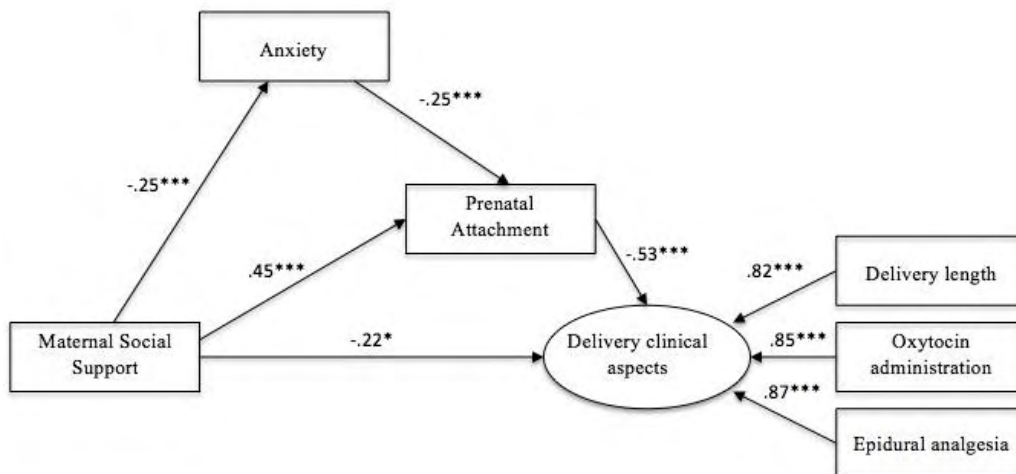 Anxiety
-.25***
-.25***
Prenatal
Attachment
.45***
-.53***
.82***
Delivery length
Maternal Social
Support
-.22*
Delivery clinical
aspects
.85***
Oxytocin
administration
.87***
Epidural analgesia